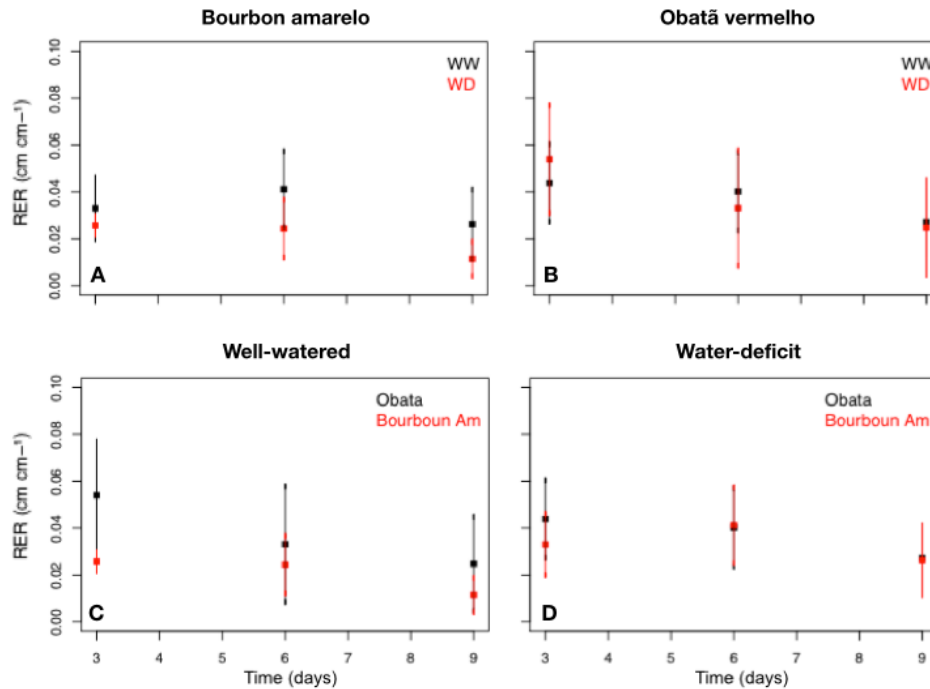 Bourbon amarelo
Obatã vermelho
RER (cm cm⁻¹)
0.00 0.02 0.04 0.06 0.08 0.10
WW
WD
A
WW
WD
B
Well-watered
Water-deficit
RER (cm cm⁻¹)
0.00 0.02 0.04 0.06 0.08 0.10
Obata
Bourboun Am
C
3 4 5 6 7 8 9
Time (days)
Obata
Bourboun Am
D
3 4 5 6 7 8 9
Time (days)